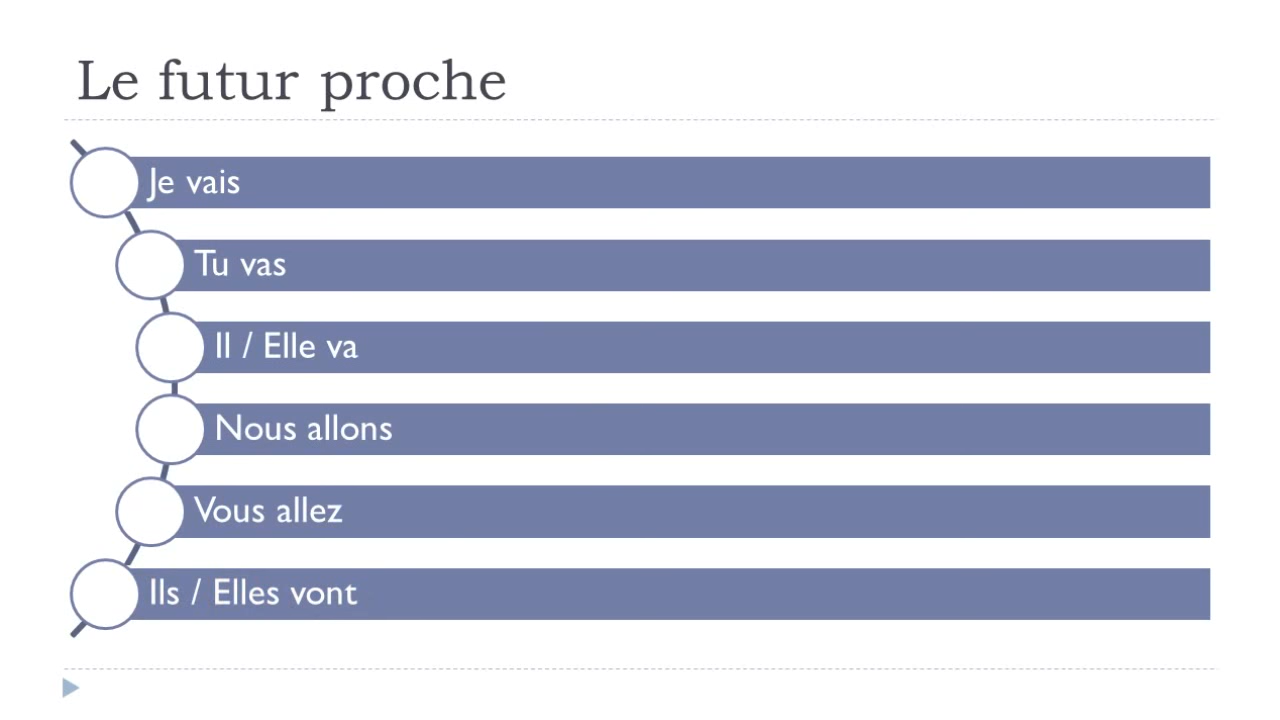 Le futur proche
Je vais
Tu vas
Il / Elle va
Nous allons
Vous allez
Ils / Elles vont